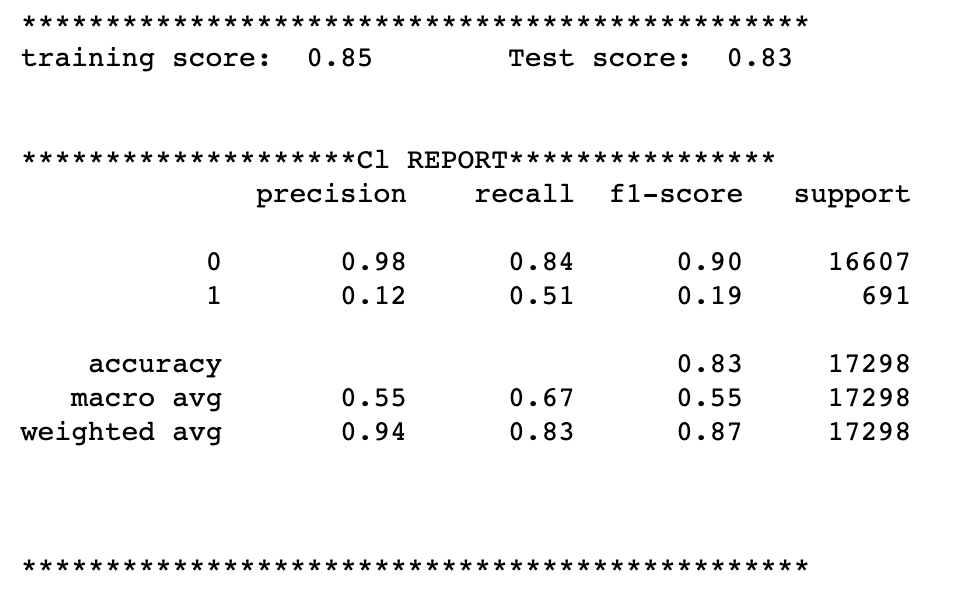 ***********************************************
training score:  0.85        Test score:  0.83
********************Cl REPORT****************
precision    recall  f1-score   support
0       0.98      0.84      0.90     16607
1       0.12      0.51      0.19       691
accuracy                           0.83     17298
macro avg       0.55      0.67      0.55     17298
weighted avg       0.94      0.83      0.87     17298
***********************************************